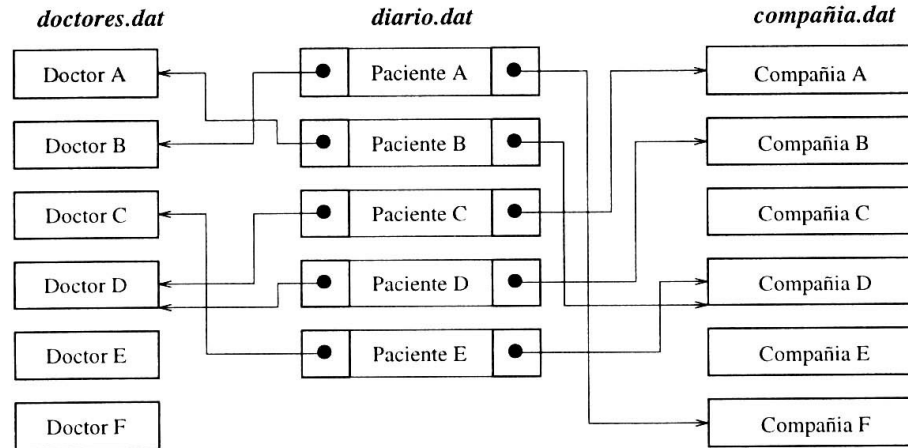 doctores.dat diario.dat compañia.dat
Doctor A Paciente A Compañia A
Doctor B Paciente B Compañia B
Doctor C Paciente C Compañia C
Doctor D Paciente D Compañia D
Doctor E Paciente E Compañia E
Doctor F Compañia F